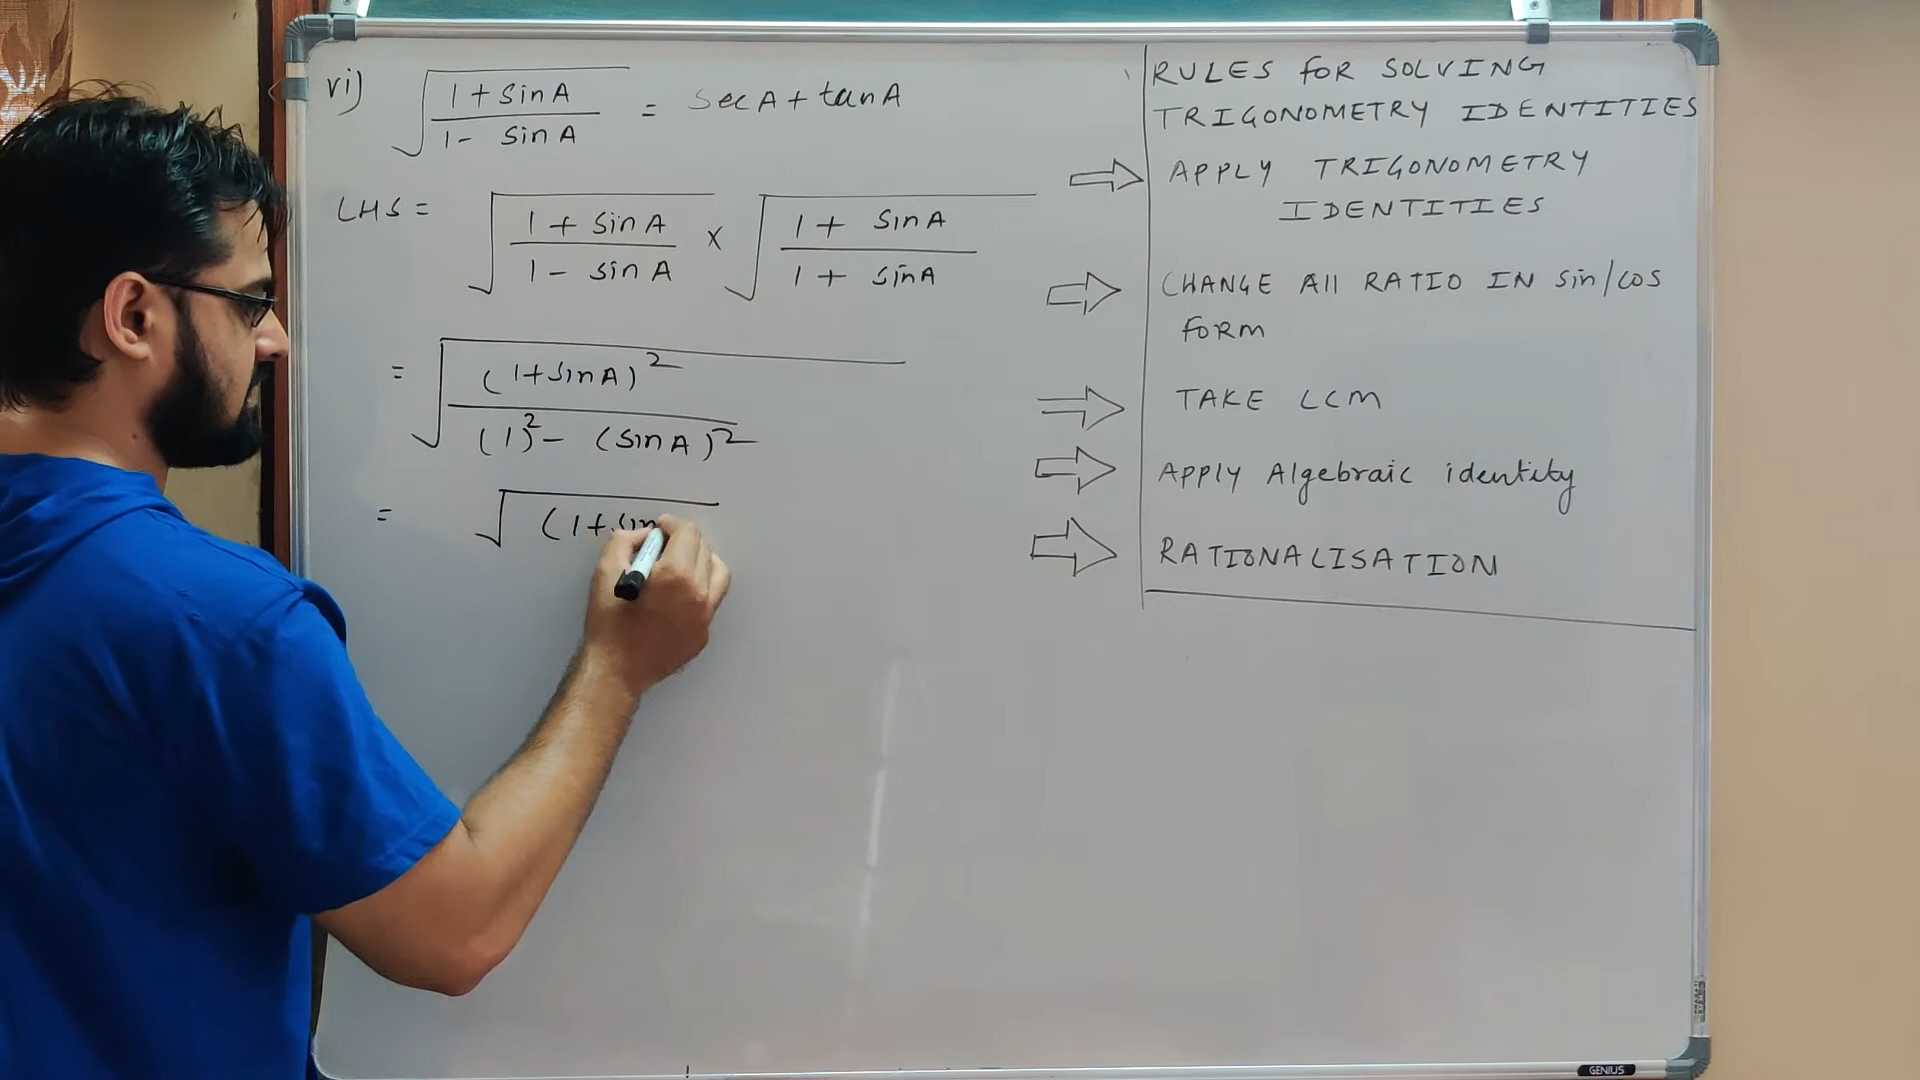 vi) √(1 + sinA / 1 - sinA) = secA + tanA
LHS = √(1 + sinA / 1 - sinA) × √(1 + sinA / 1 + sinA)
= √((1+sinA)² / (1)² - (sinA)²)
= √(1+sin
RULES FOR SOLVING
TRIGONOMETRY IDENTITIES
⇨ APPLY TRIGONOMETRY
IDENTITIES
⇨ CHANGE All RATIO IN sin/cos
FORM
⇨ TAKE LCM
⇨ APPly Algebraic identity
⇨ RATIONALISATION
GENIUS